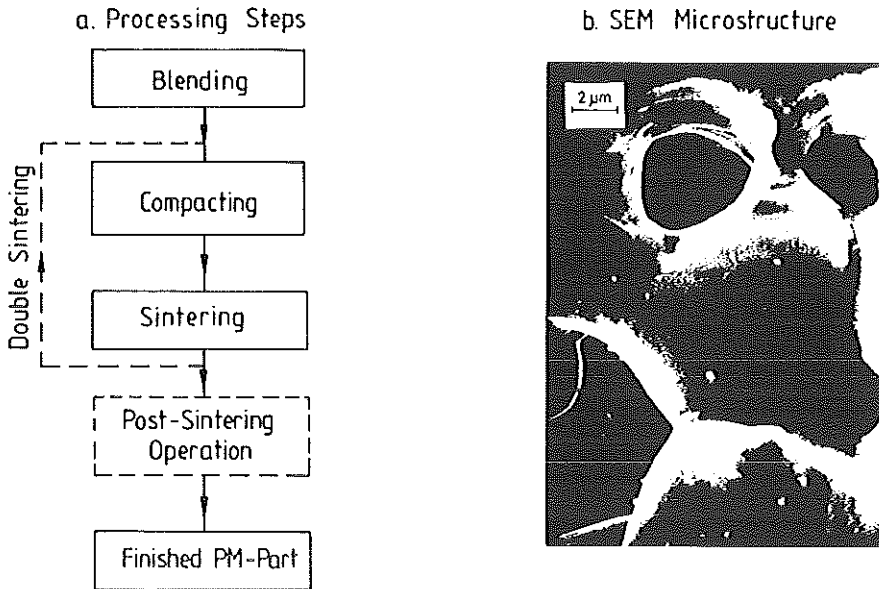 a. Processing Steps
Blending
Compacting
Double Sintering
Sintering
Post-Sintering
Operation
Finished PM-Part
b. SEM Microstructure
2 μm